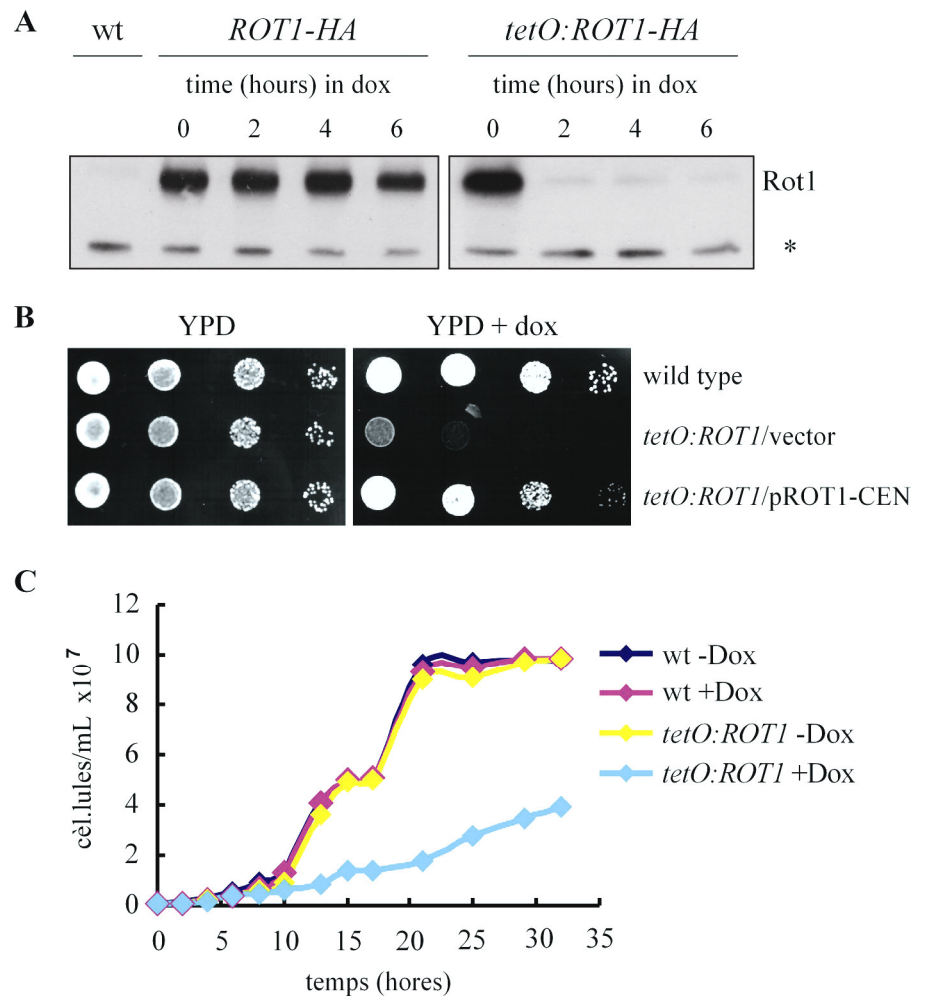 A
wt ROT1-HA tetO:ROT1-HA
time (hours) in dox time (hours) in dox
0 2 4 6 0 2 4 6
Rot1
*
B
YPD YPD + dox
wild type
tetO:ROT1/vector
tetO:ROT1/pROT1-CEN
C
cèl.lules/mL x10⁷
12
10
8
6
4
2
0
0 5 10 15 20 25 30 35
temps (hores)
wt -Dox
wt +Dox
tetO:ROT1 -Dox
tetO:ROT1 +Dox